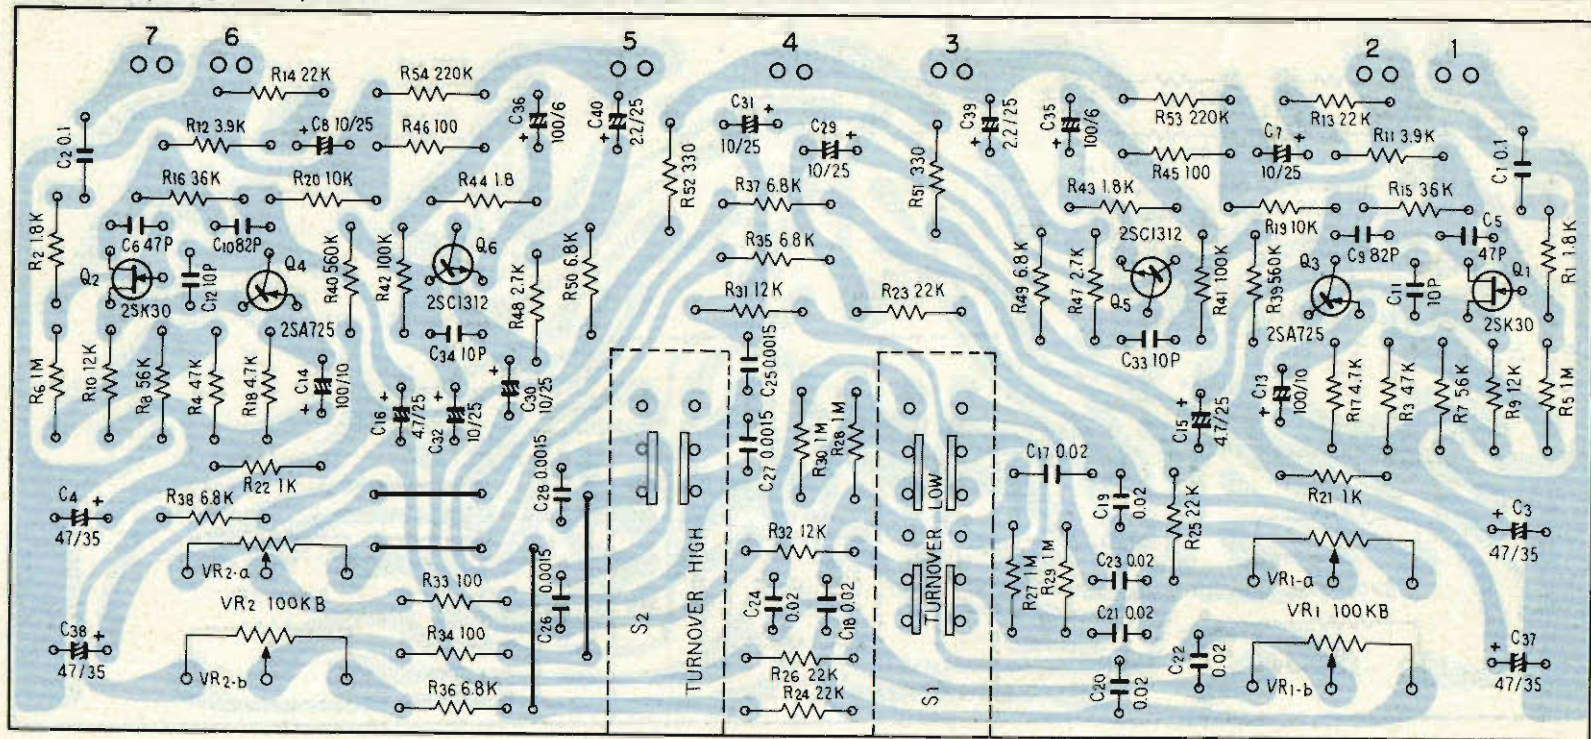 7 6 5 4 3 2 1
R14 22K
R54 220K
C36 100/6
C40 2.2/25
C31 10/25
C39 2.2/25
C35 100/6
R53 220K
R13 22K
C2 0.1
R12 3.9K
C8 10/25
R46 100
R52 330
C29 10/25
R51 330
R45 100
C7 10/25
R11 3.9K
C1 0.1
R16 36K
R20 10K
R44 1.8
R37 6.8K
R43 1.8K
R15 36K
R2 1.8K
C6 47P
C10 82P
R40 560K
R42 100K
Q6
2SC1312
R48 2.7K
R50 6.8K
R35 6.8K
R49 6.8K
R47 2.7K
2SC1312
Q5
R41 100K
R39 560K
R19 10K
C9 82P
C5 47P
R1 1.8K
Q2
2SK30
C12 10P
Q4
2SA725
R31 12K
R23 22K
Q3
2SA725
C11 10P
Q1
2SK30
R6 1M
R10 12K
R8 56K
R4 47K
R18 4.7K
C14 100/10
C34 10P
C16 4.7/25
C32 10/25
C30 10/25
C25 0.0015
C33 10P
C15 4.7/25
C13 100/10
R17 4.7K
R3 47K
R7 56K
R9 12K
R5 1M
C27 0.0015
R30 1M
R28 1M
R22 1K
C28 0.0015
C17 0.02
C19 0.02
R21 1K
C4 47/35
R38 6.8K
R32 12K
R25 22K
C3 47/35
VR2-a
VR2 100KB
R33 100
C26 0.0015
S2
TURNOVER HIGH
C24 0.02
C18 0.02
TURNOVER LOW
S1
R27 1M
R29 1M
C23 0.02
C21 0.02
VR1-a
VR1 100KB
C38 47/35
VR2-b
R34 100
R26 22K
C20 0.02
C22 0.02
VR1-b
C37 47/35
R36 6.8K
R24 22K